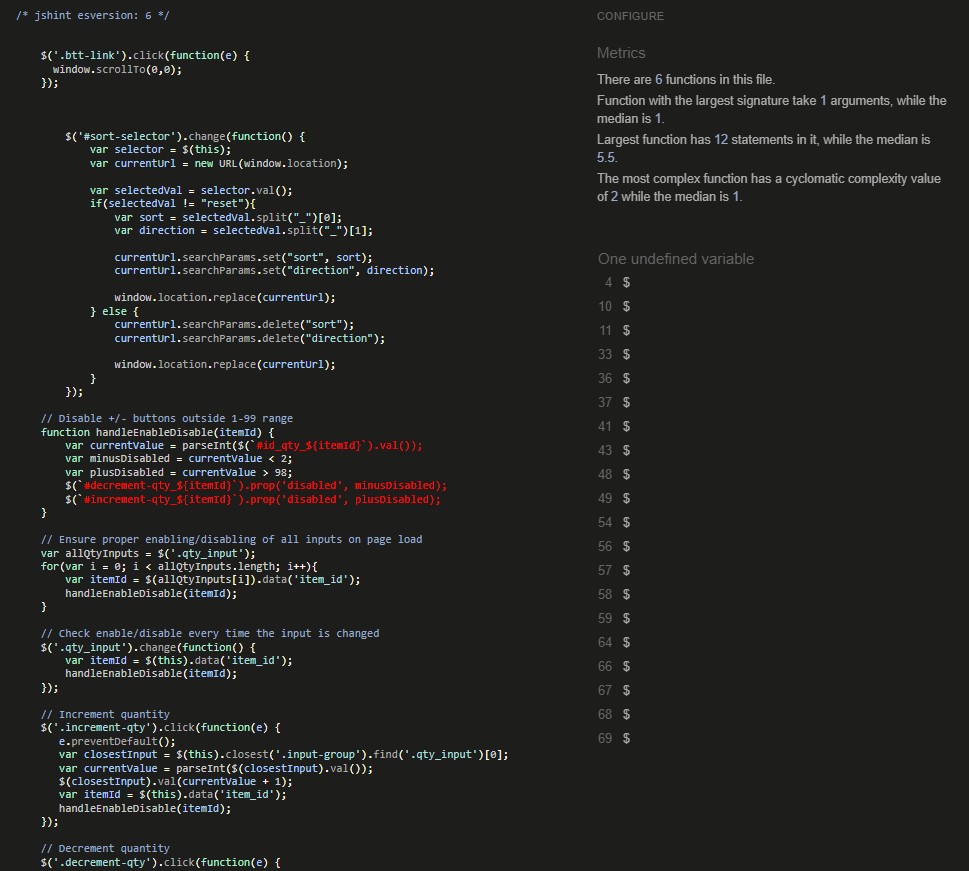 /* jshint esversion: 6 */
$('.btt-link').click(function(e) {
window.scrollTo(0,0);
});
$('#sort-selector').change(function() {
var selector = $(this);
var currentUrl = new URL(window.location);
var selectedVal = selector.val();
if(selectedVal != "reset"){
var sort = selectedVal.split("_")[0];
var direction = selectedVal.split("_")[1];
currentUrl.searchParams.set("sort", sort);
currentUrl.searchParams.set("direction", direction);
window.location.replace(currentUrl);
} else {
currentUrl.searchParams.delete("sort");
currentUrl.searchParams.delete("direction");
window.location.replace(currentUrl);
}
});
// Disable +/- buttons outside 1-99 range
function handleEnableDisable(itemId) {
var currentValue = parseInt($(`#id_qty_${itemId}`).val());
var minusDisabled = currentValue < 2;
var plusDisabled = currentValue > 98;
$(`#decrement-qty_${itemId}`).prop('disabled', minusDisabled);
$(`#increment-qty_${itemId}`).prop('disabled', plusDisabled);
}
// Ensure proper enabling/disabling of all inputs on page load
var allQtyInputs = $('.qty_input');
for(var i = 0; i < allQtyInputs.length; i++){
var itemId = $(allQtyInputs[i]).data('item_id');
handleEnableDisable(itemId);
}
// Check enable/disable every time the input is changed
$('.qty_input').change(function() {
var itemId = $(this).data('item_id');
handleEnableDisable(itemId);
});
// Increment quantity
$('.increment-qty').click(function(e) {
e.preventDefault();
var closestInput = $(this).closest('.input-group').find('.qty_input')[0];
var currentValue = parseInt($(closestInput).val());
$(closestInput).val(currentValue + 1);
var itemId = $(this).data('item_id');
handleEnableDisable(itemId);
});
// Decrement quantity
$('.decrement-qty').click(function(e) {
CONFIGURE
Metrics
There are 6 functions in this file.
Function with the largest signature take 1 arguments, while the
median is 1.
Largest function has 12 statements in it, while the median is
5.5.
The most complex function has a cyclomatic complexity value
of 2 while the median is 1.
One undefined variable
4 $
10 $
11 $
33 $
36 $
37 $
41 $
43 $
48 $
49 $
54 $
56 $
57 $
58 $
59 $
64 $
66 $
67 $
68 $
69 $